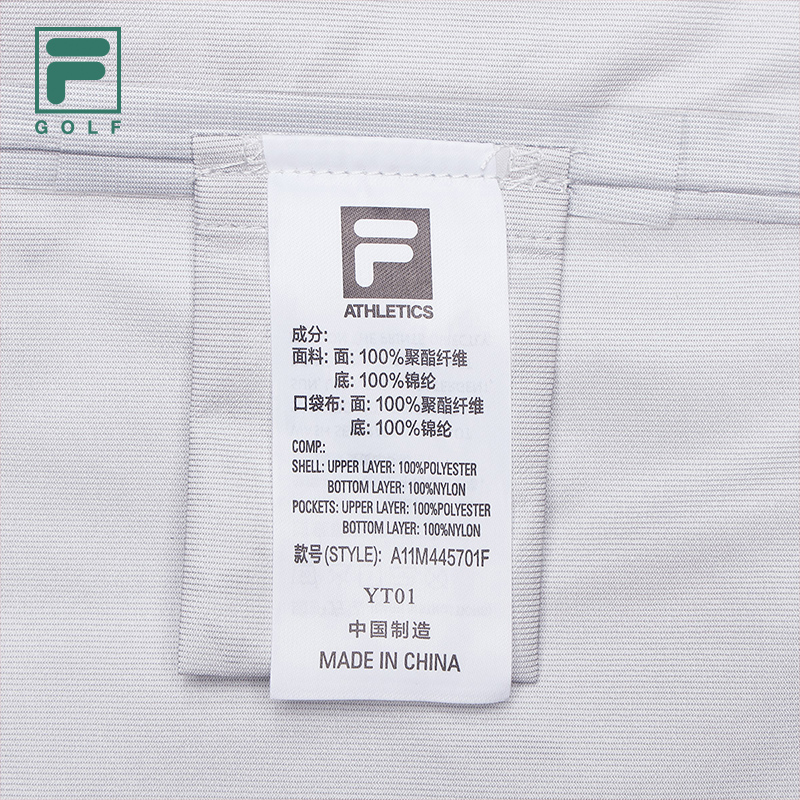 F
GOLF
F
ATHLETICS
成分:
面料: 面: 100%聚酯纤维
底: 100%锦纶
口袋布: 面: 100%聚酯纤维
底: 100%锦纶
COMP.:
SHELL: UPPER LAYER: 100%POLYESTER
BOTTOM LAYER: 100%NYLON
POCKETS: UPPER LAYER: 100%POLYESTER
BOTTOM LAYER: 100%NYLON
款号(STYLE): A11M445701F
YT01
中国制造
MADE IN CHINA